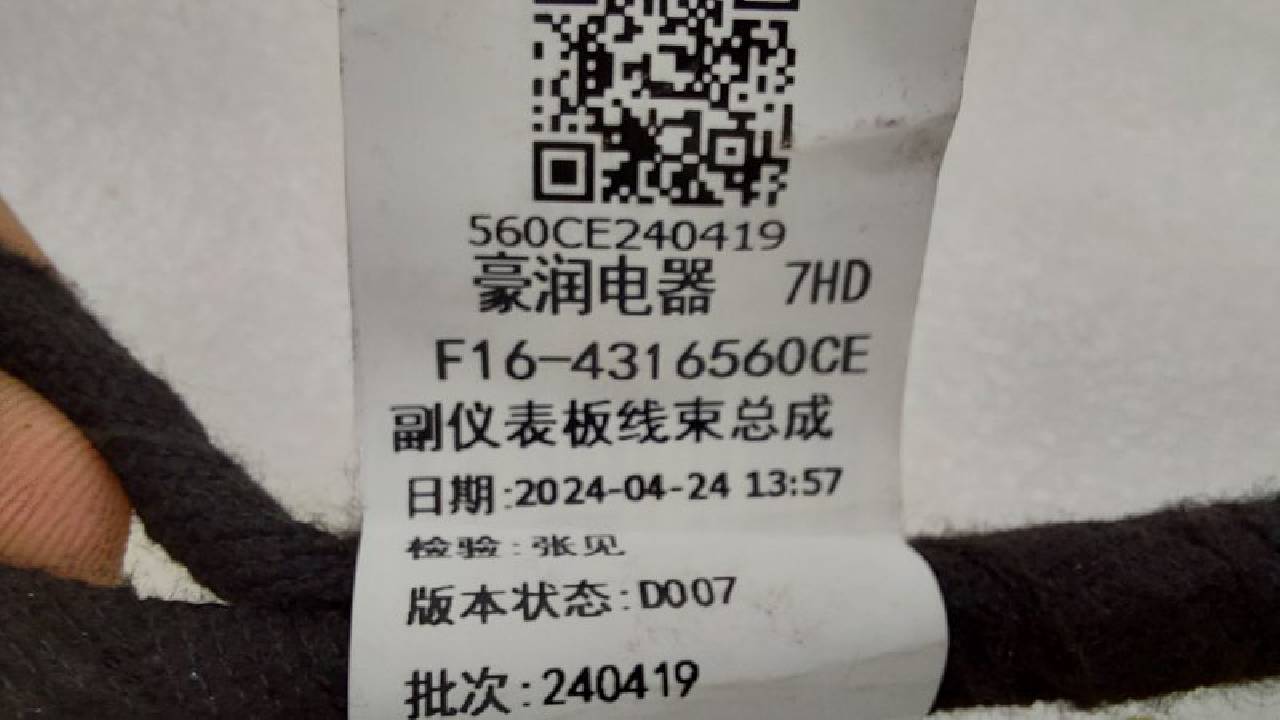 560CE240419
豪润电器 7HD
F16-4316560CE
副仪表板线束总成
日期:2024-04-24 13:57
检验:张见
版本状态:D007
批次:240419